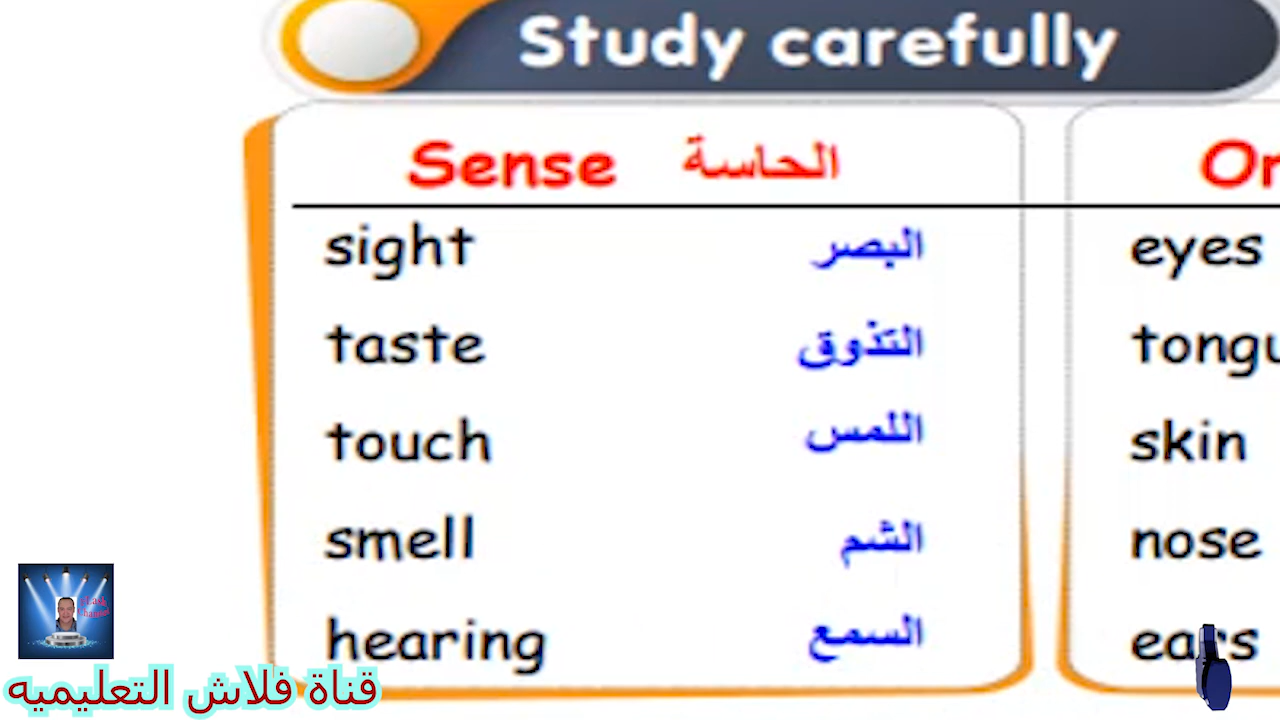 Study carefully
Sense الحاسة
sight البصر eyes
taste التذوق
touch اللمس skin
smell الشم nose
hearing السمع ears
قناة فلاش التعليميه